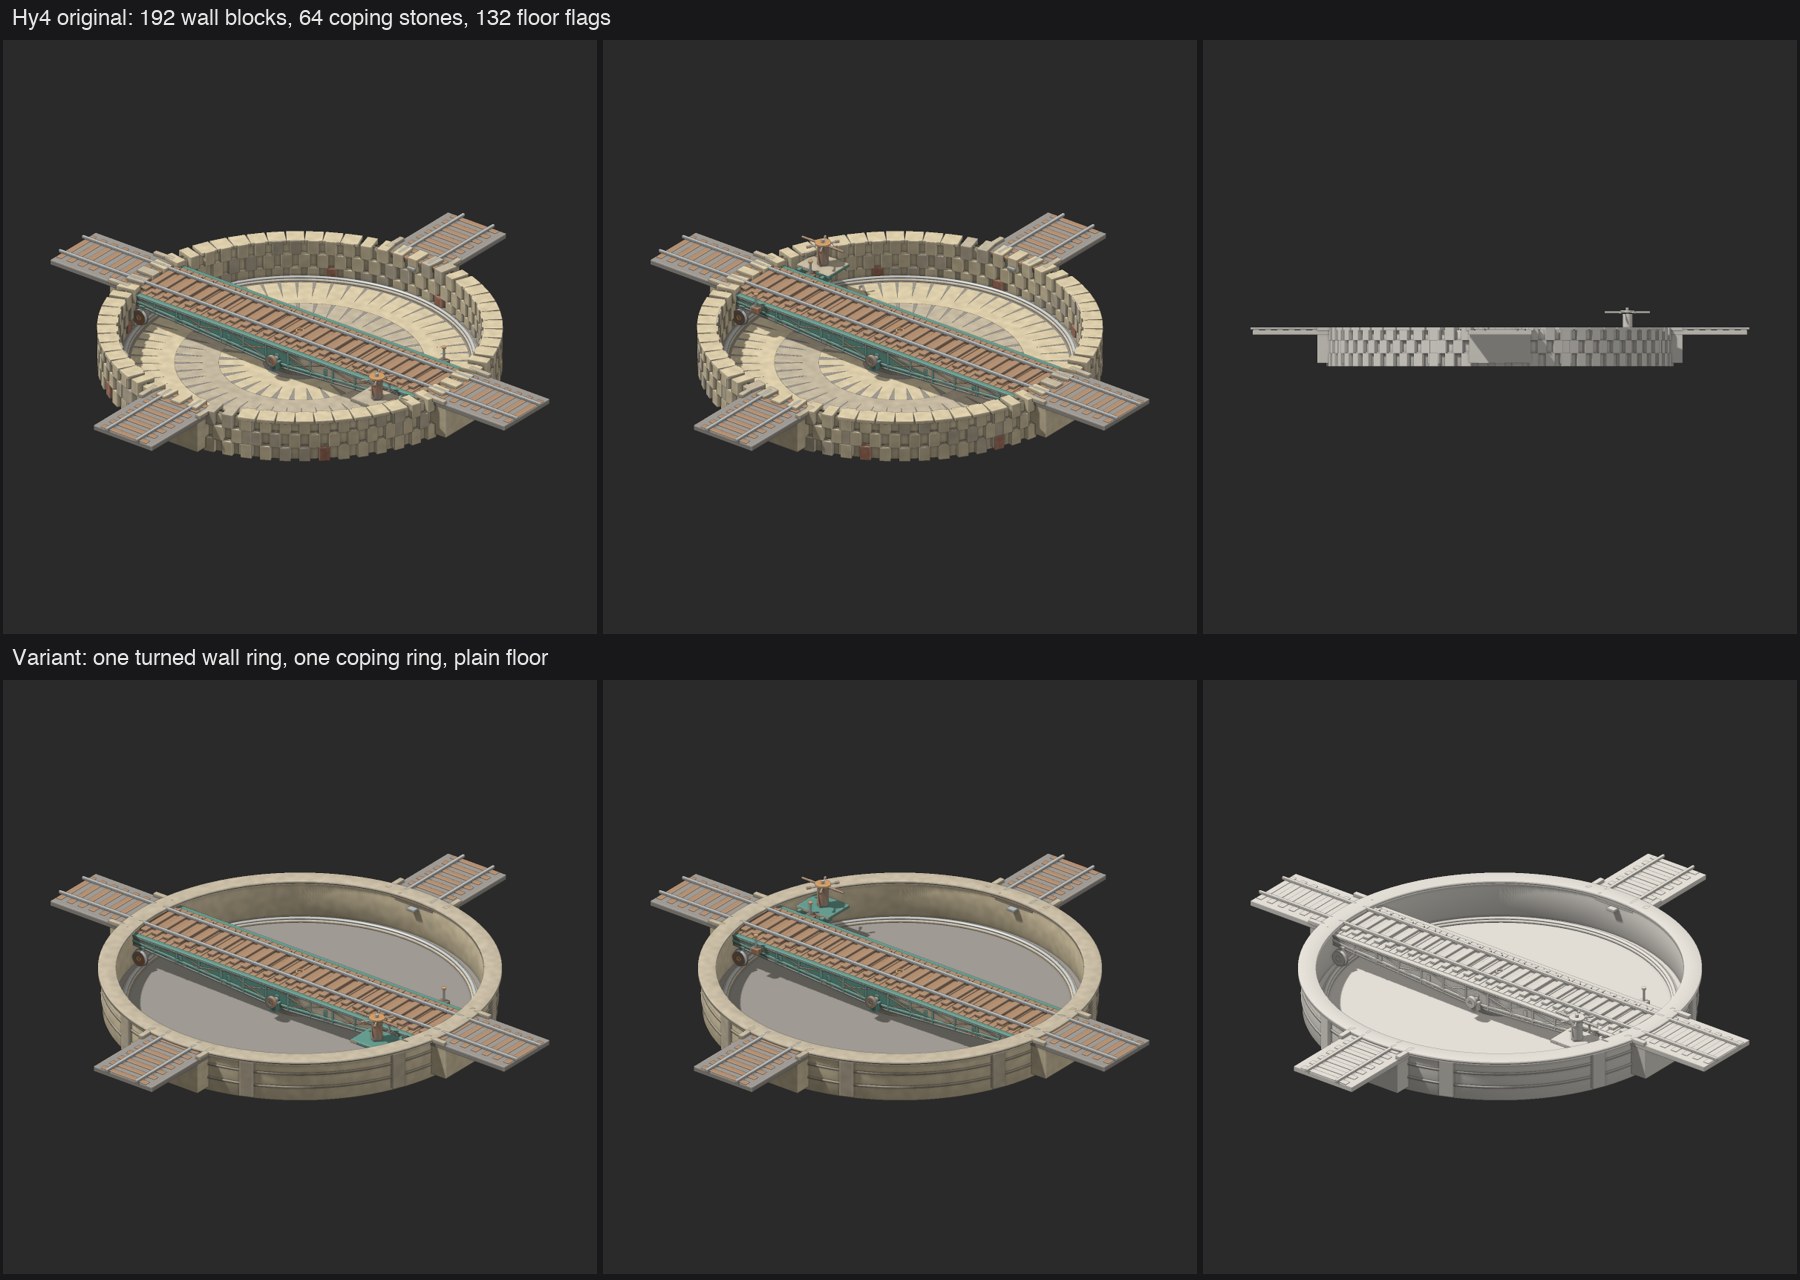 Hy4 original: 192 wall blocks, 64 coping stones, 132 floor flags
Variant: one turned wall ring, one coping ring, plain floor